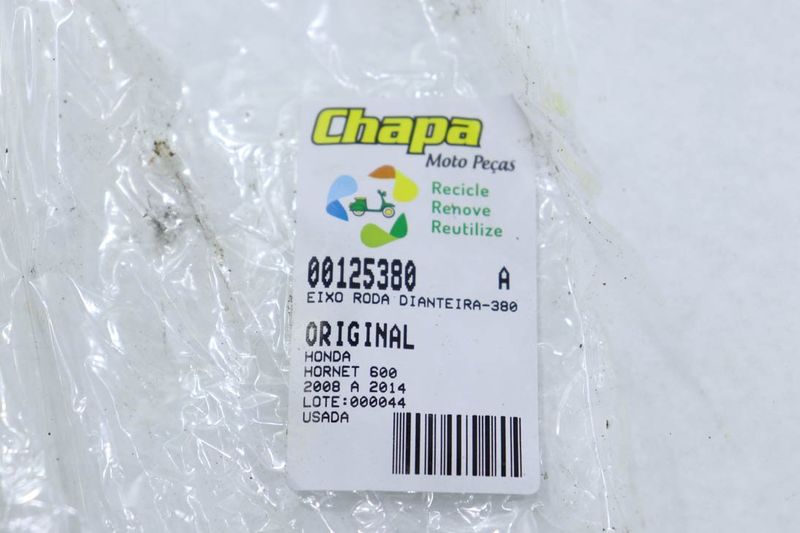 Chapa
Moto Peças
Recicle
Renove
Reutilize
00125380 A
EIXO RODA DIANTEIRA-380
ORIGINAL
HONDA
HORNET 600
2008 A 2014
LOTE:000044
USADA